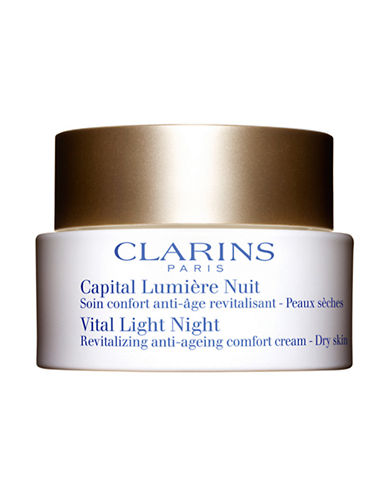 CLARINS
PARIS
Capital Lumière Nuit
Soin confort anti-âge revitalisant - Peaux sèches
Vital Light Night
Revitalizing anti-ageing comfort cream - Dry skin